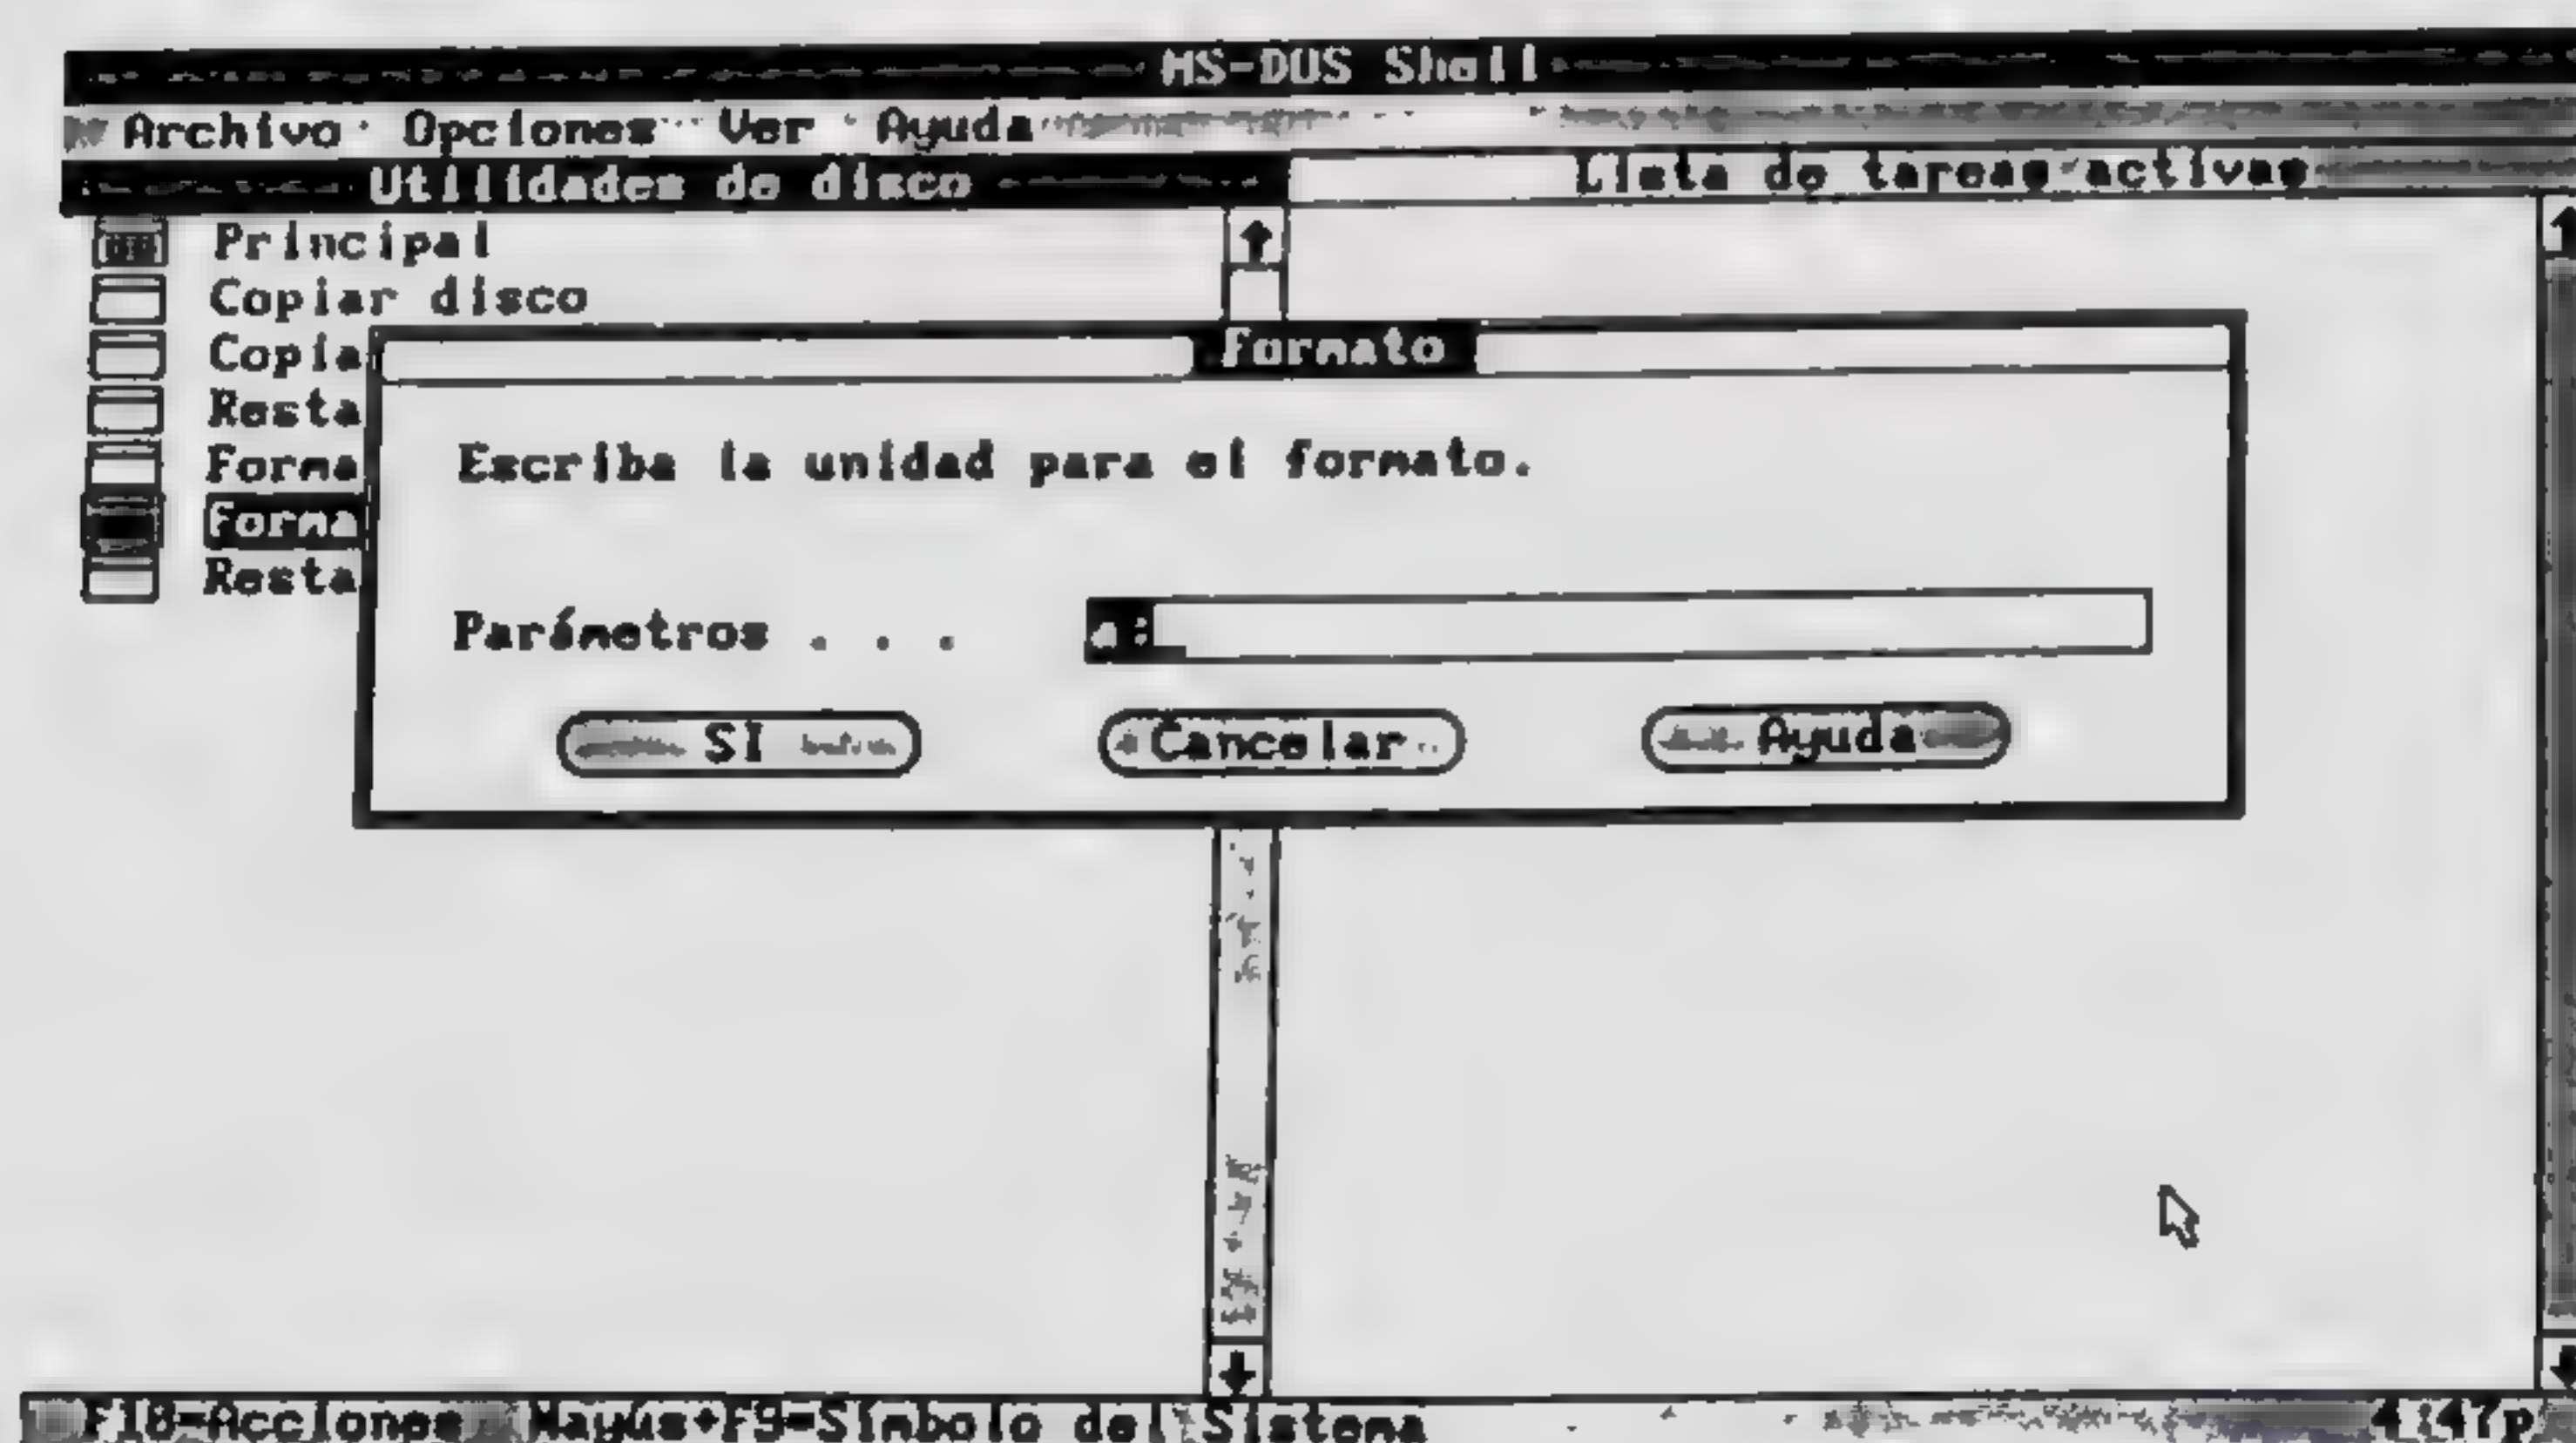 MS-DOS Shell
Archivo Opciones Ver Ayuda
Utilidades de disco
Lista de tareas activas
Principal
Copiar disco
Copia
Resta
Forma
Forma
Resta
Formato
Escriba la unidad para el formato.
Parámetros . . .
a:
SI
Cancelar
Ayuda
F10=Acciones Mayús+F9=Símbolo del Sistema
4:47p